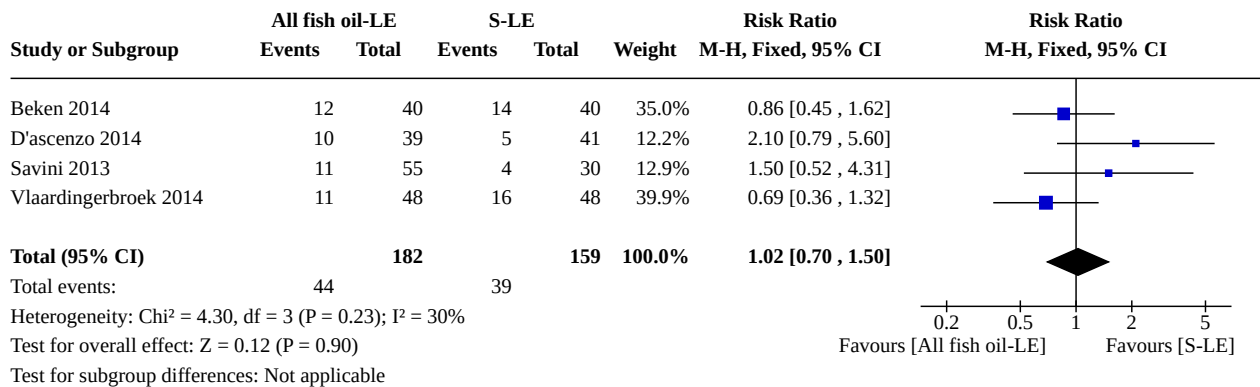 All fish oil-LE S-LE Risk Ratio Risk Ratio
Study or Subgroup Events Total Events Total Weight M-H, Fixed, 95% CI M-H, Fixed, 95% CI
Beken 2014 12 40 14 40 35.0% 0.86 [0.45 , 1.62]
D'ascenzo 2014 10 39 5 41 12.2% 2.10 [0.79 , 5.60]
Savini 2013 11 55 4 30 12.9% 1.50 [0.52 , 4.31]
Vlaardingerbroek 2014 11 48 16 48 39.9% 0.69 [0.36 , 1.32]
Total (95% CI) 182 159 100.0% 1.02 [0.70 , 1.50]
Total events: 44 39
Heterogeneity: Chi² = 4.30, df = 3 (P = 0.23); I² = 30%
0.2 0.5 1 2 5
Test for overall effect: Z = 0.12 (P = 0.90) Favours [All fish oil-LE] Favours [S-LE]
Test for subgroup differences: Not applicable